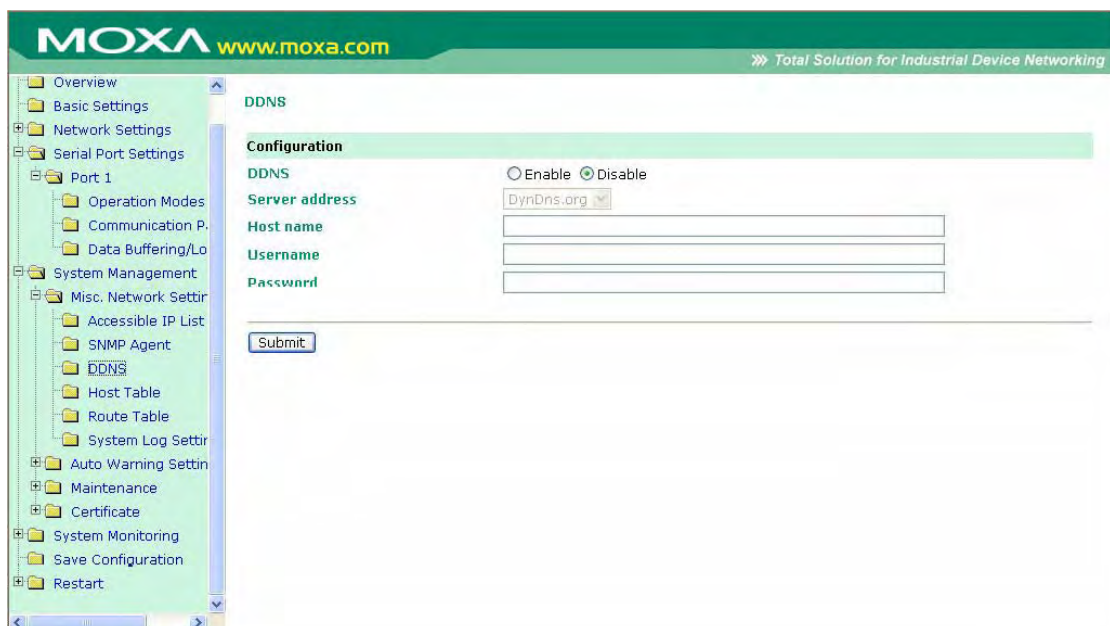 MOXA www.moxa.com
Total Solution for Industrial Device Networking
Overview
Basic Settings
Network Settings
Serial Port Settings
Port 1
Operation Modes
Communication P
Data Buffering/Lo
System Management
Misc. Network Settin
Accessible IP List
SNMP Agent
DDNS
Host Table
Route Table
System Log Settin
Auto Warning Settin
Maintenance
Certificate
System Monitoring
Save Configuration
Restart
DDNS
Configuration
DDNS Enable Disable
Server address DynDns.org
Host name
Username
Password
Submit